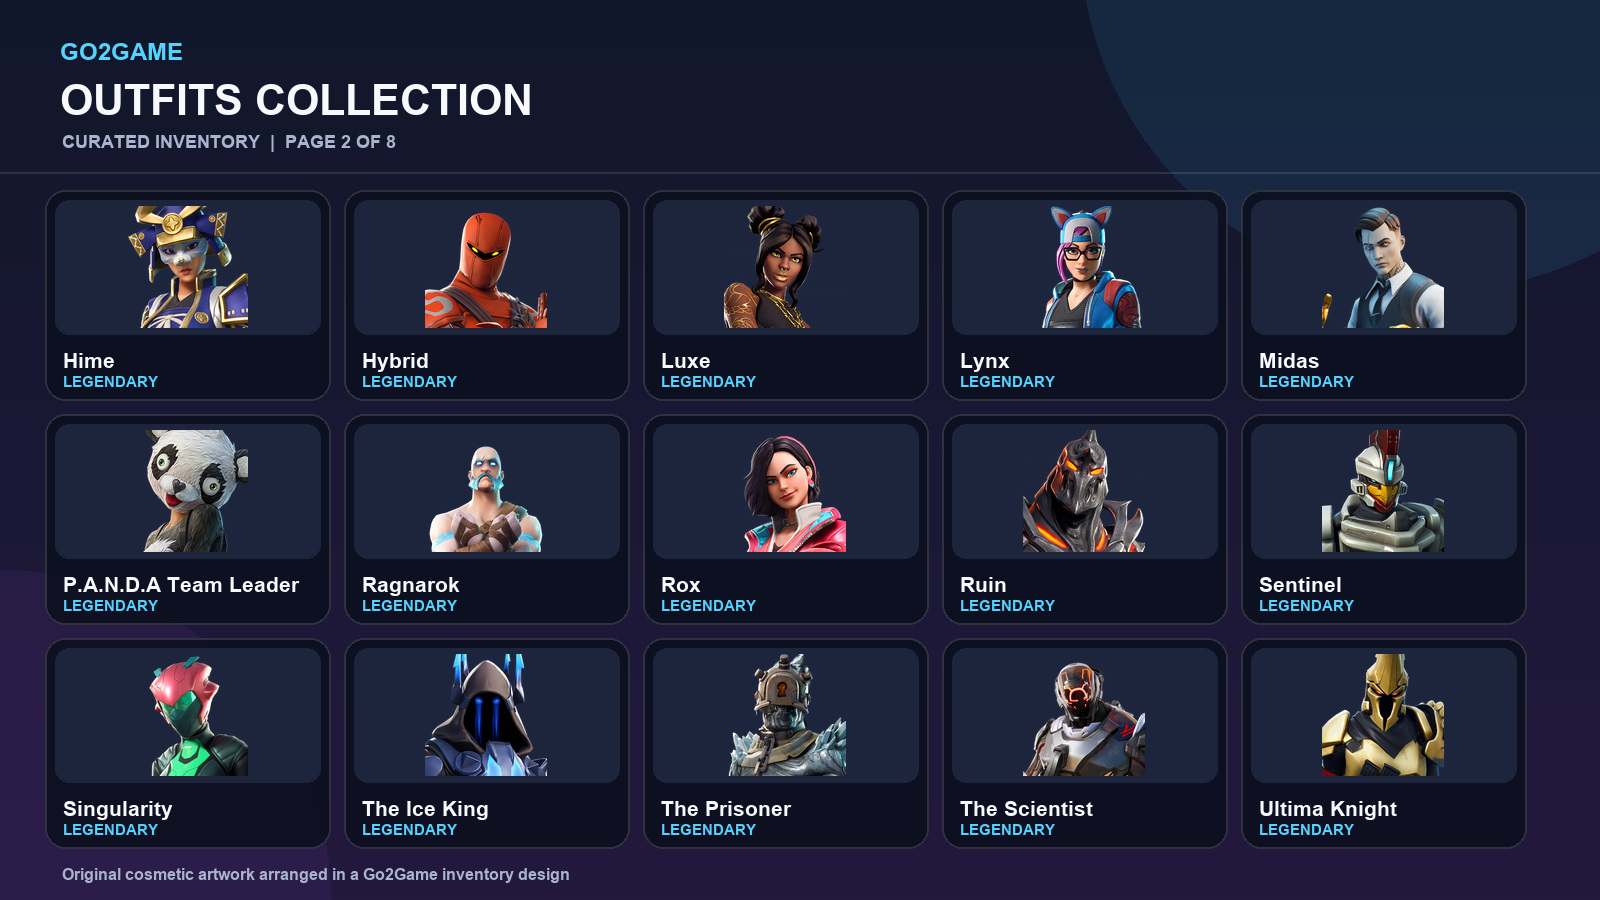 GO2GAME
OUTFITS COLLECTION
CURATED INVENTORY | PAGE 2 OF 8
Hime
LEGENDARY
Hybrid
LEGENDARY
Luxe
LEGENDARY
Lynx
LEGENDARY
Midas
LEGENDARY
P.A.N.D.A Team Leader
LEGENDARY
Ragnarok
LEGENDARY
Rox
LEGENDARY
Ruin
LEGENDARY
Sentinel
LEGENDARY
Singularity
LEGENDARY
The Ice King
LEGENDARY
The Prisoner
LEGENDARY
The Scientist
LEGENDARY
Ultima Knight
LEGENDARY
Original cosmetic artwork arranged in a Go2Game inventory design